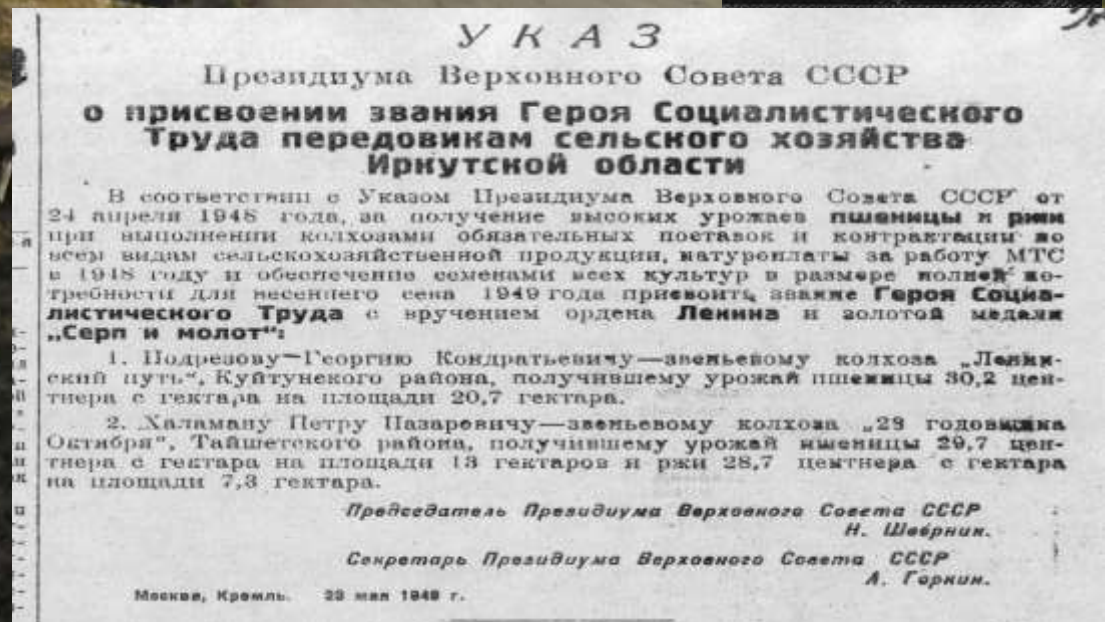 УКАЗ
Президиума Верховного Совета СССР
о присвоении звания Героя Социалистического
Труда передовикам сельского хозяйства
Иркутской области
В соответствии с Указом Президиума Верховного Совета СССР от
24 апреля 1948 года, за получение высоких урожаев пшеницы и ржи
при выполнении колхозами обязательных поставок и контрактации по
всем видам сельскохозяйственной продукции, натуроплаты за работу МТС
в 1948 году и обеспечение семенами всех культур в размере полной по-
требности для весеннего сева 1949 года присвоить звание Героя Социа-
листического Труда с вручением ордена Ленина и золотой медали
„Серп и молот“:
1. Подрезову Георгию Кондратьевичу—звеньевому колхоза „Ленин-
ский путь“, Куйтунского района, получившему урожай пшеницы 30,2 цен-
тнера с гектара на площади 20,7 гектара.
2. Халаману Петру Назаровичу—звеньевому колхоза годовщина
Октября“, Тайшетского района, получившему урожай пшеницы 29,7 цен-
тнера с гектара на площади 13 гектаров и ржи 28,7 центнера с гектара
на площади 7,3 гектара.
Председатель Президиума Верховного Совета СССР
Н. Шверник.
Секретарь Президиума Верховного Совета СССР
А. Горкин.
Москва, Кремль. мая 1949 г.